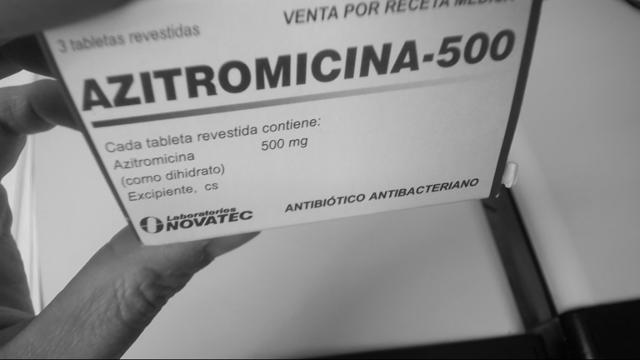 3 tabletas revestidas
VENTA POR RECETA MEDICA
AZITROMICINA-500
Cada tableta revestida contiene:
Azitromicina 500 mg
(como dihidrato)
Excipiente, cs
Laboratorios
NOVATEC
ANTIBIÓTICO ANTIBACTERIANO